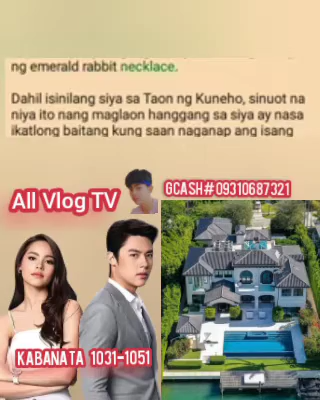 ng emerald rabbit necklace.
Dahil isinilang siya sa Taon ng Kuneho, sinuot na
niya ito nang maglaon hanggang sa siya ay nasa
ikatlong baitang kung saan naganap ang isang
All Vlog TV
GCASH# 09310687321
KABANATA 1031-1051